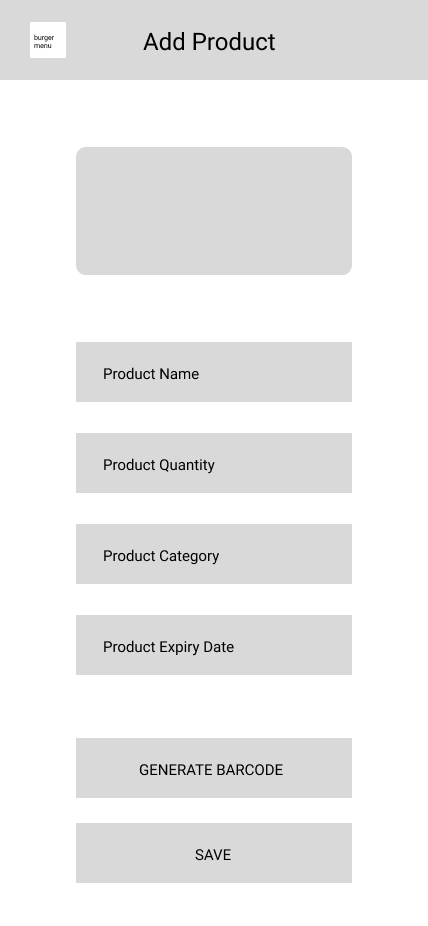 burger
menu
Add Product
Product Name
Product Quantity
Product Category
Product Expiry Date
GENERATE BARCODE
SAVE